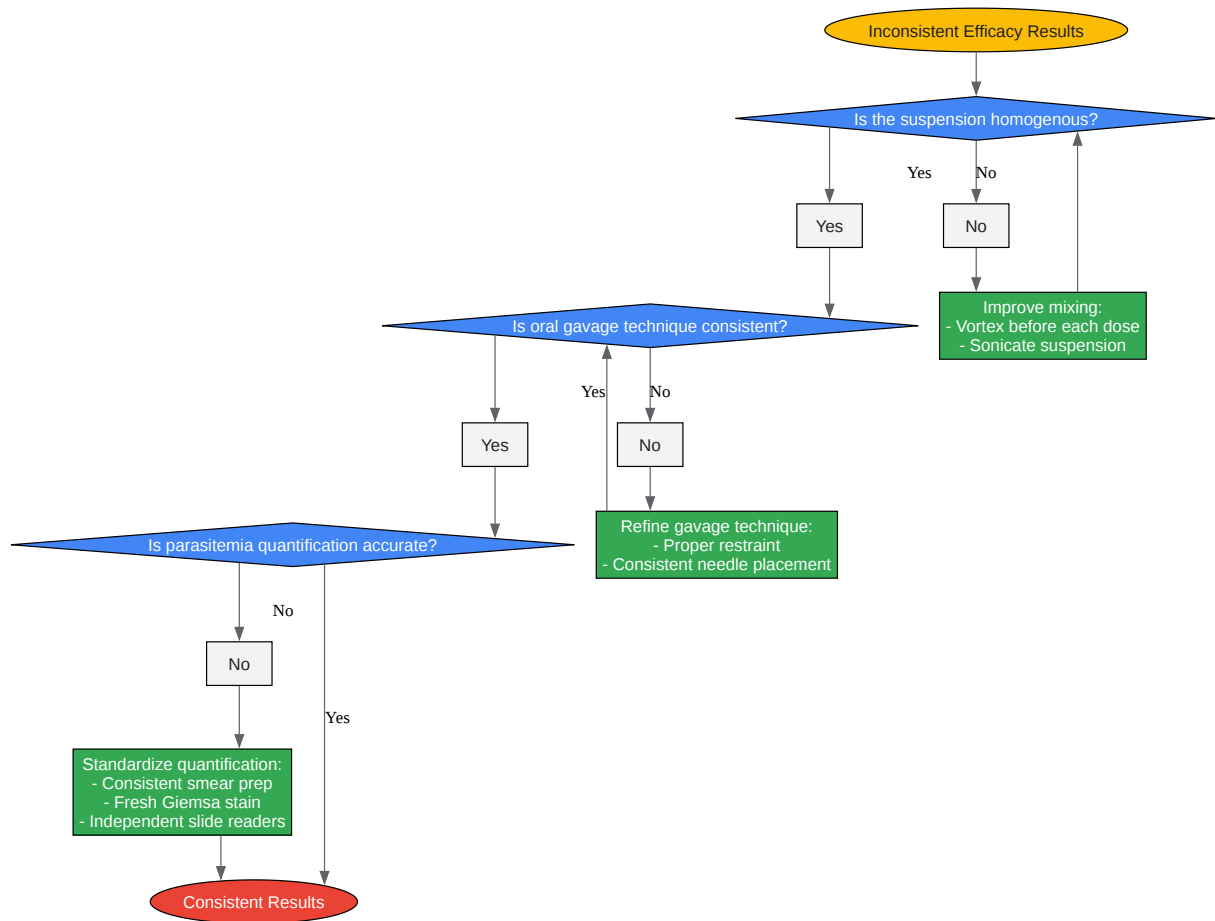 Inconsistent Efficacy Results
Is the suspension homogenous?
Yes
No
Yes
No
Improve mixing:
- Vortex before each dose
- Sonicate suspension
Is oral gavage technique consistent?
Yes
No
Yes
No
Refine gavage technique:
- Proper restraint
- Consistent needle placement
Is parasitemia quantification accurate?
No
No
Yes
Standardize quantification:
- Consistent smear prep
- Fresh Giemsa stain
- Independent slide readers
Consistent Results